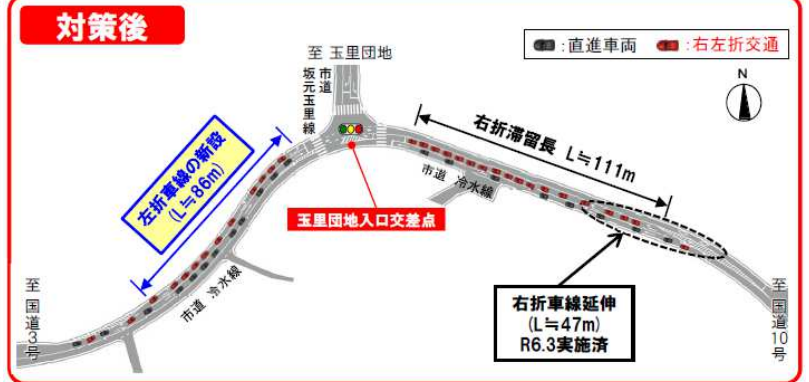 対策後
:直進車両 :右左折交通
N
至 玉里団地
市道
坂元玉里線
右折滞留長 L≒111m
左折車線の新設
(L≒86m)
市道 冷水線
玉里団地入口交差点
市道 冷水線
右折車線延伸
(L≒47m)
R6.3実施済
至国道3号
至国道10号